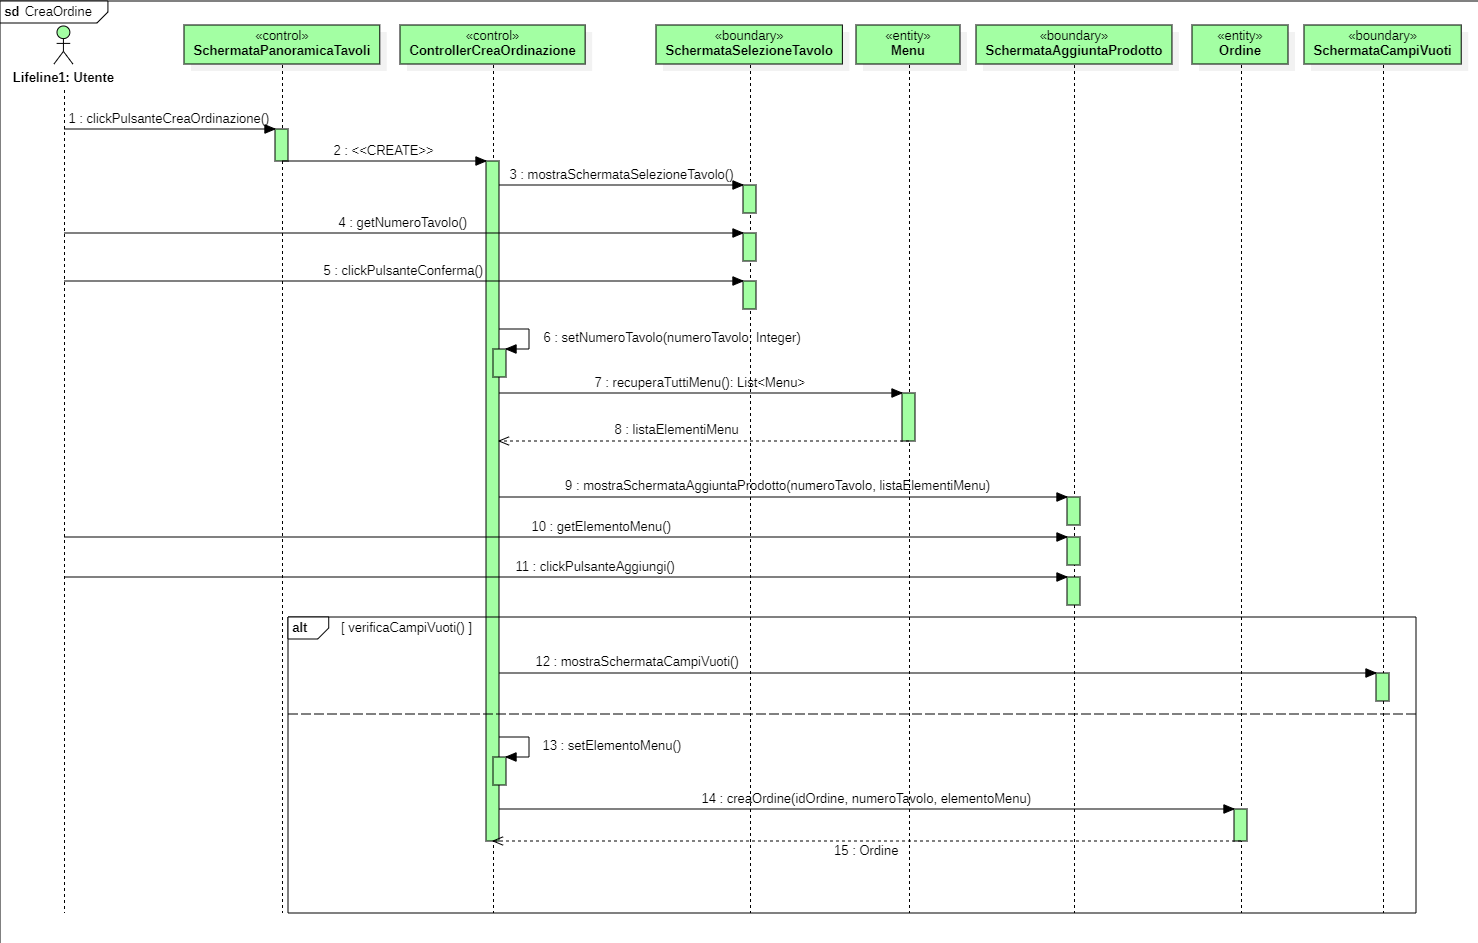 sd CreaOrdine
Lifeline1: Utente
«control»
SchermataPanoramicaTavoli
«control»
ControllerCreaOrdinazione
«boundary»
SchermataSelezioneTavolo
«entity»
Menu
«boundary»
SchermataAggiuntaProdotto
«entity»
Ordine
«boundary»
SchermataCampiVuoti
1 : clickPulsanteCreaOrdinazione()
2 : <<CREATE>>
3 : mostraSchermataSelezioneTavolo()
4 : getNumeroTavolo()
5 : clickPulsanteConferma()
6 : setNumeroTavolo(numeroTavolo: Integer)
7 : recuperaTuttiMenu(): List<Menu>
8 : listaElementiMenu
9 : mostraSchermataAggiuntaProdotto(numeroTavolo, listaElementiMenu)
10 : getElementoMenu()
11 : clickPulsanteAggiungi()
alt [ verificaCampiVuoti() ]
12 : mostraSchermataCampiVuoti()
13 : setElementoMenu()
14 : creaOrdine(idOrdine, numeroTavolo, elementoMenu)
15 : Ordine